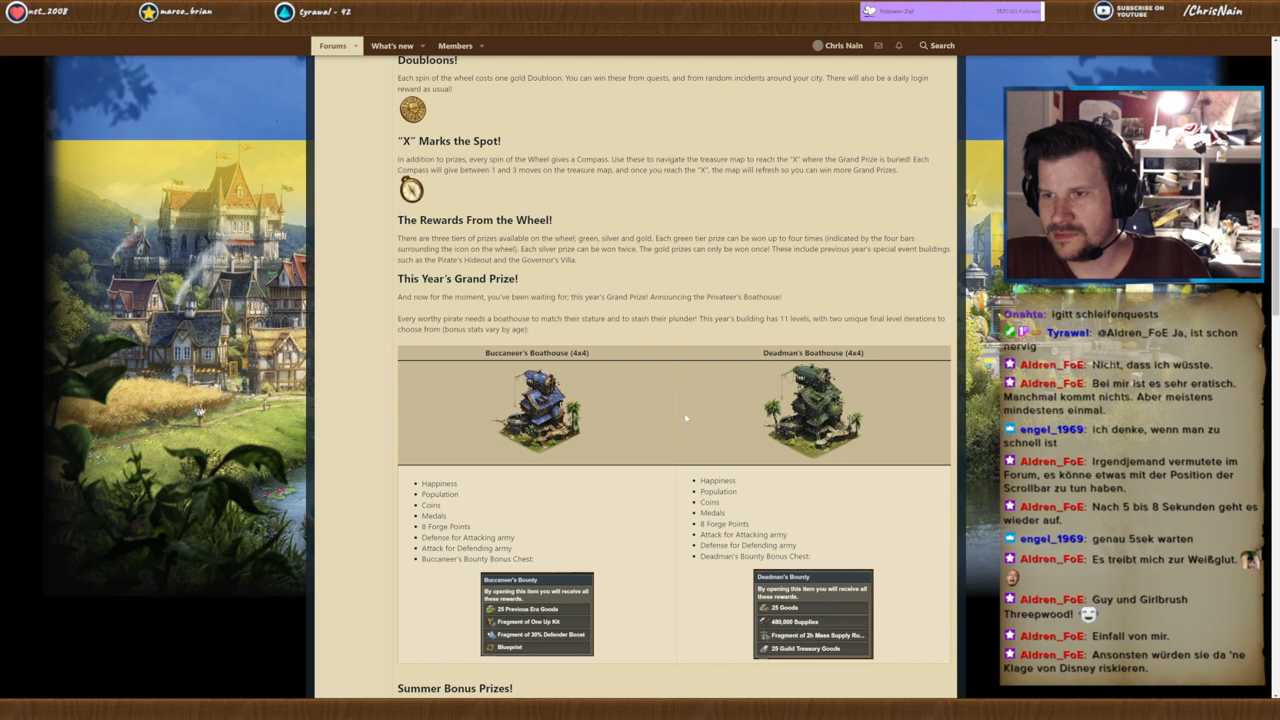 nst_2008
marco_brian
tyrawal - 42
Follower-Ziel
SUBSCRIBE ON YOUTUBE
/ChrisNain
Forums
What's new
Members
Chris Nain
Search
Doubloons!
Each spin of the wheel costs one gold Doubloon. You can win these from quests, and from random incidents around your city. There will also be a daily login
reward as usual!
"X" Marks the Spot!
In addition to prizes, every spin of the Wheel gives a Compass. Use these to navigate the treasure map to reach the "X" where the Grand Prize is buried! Each
Compass will give between 1 and 3 moves on the treasure map, and once you reach the "X", the map will refresh so you can win more Grand Prizes.
The Rewards From the Wheel!
There are three tiers of prizes available on the wheel; green, silver and gold. Each green tier prize can be won up to four times (indicated by the four bars
surrounding the icon on the wheel). Each silver prize can be won twice. The gold prizes can only be won once! These include previous year's special event buildings
such as the Pirate's Hideout and the Governor's Villa.
This Year's Grand Prize!
And now for the moment, you've been waiting for; this year's Grand Prize! Announcing the Privateer's Boathouse!
Every worthy pirate needs a boathouse to match their stature and to stash their plunder! This year's building has 11 levels, with two unique final level iterations to
choose from (bonus stats vary by age):
Buccaneer's Boathouse (4x4)
Deadman's Boathouse (4x4)
Happiness
Population
Coins
Medals
8 Forge Points
Defense for Attacking army
Attack for Defending army
Buccaneer's Bounty Bonus Chest:
Buccaneer's Bounty
By opening this item you will receive all
these rewards.
25 Previous Era Goods
Fragment of One Up Kit
Fragment of 30% Defender Boost
Blueprint
Happiness
Population
Coins
Medals
8 Forge Points
Attack for Attacking army
Defense for Defending army
Deadman's Bounty Bonus Chest:
Deadman's Bounty
By opening this item you will receive all
these rewards.
25 Goods
480,000 Supplies
Fragment of 2h Mass Supply Ru...
25 Guild Treasury Goods
Summer Bonus Prizes!
Onahta: igitt schleifenquests
Tyrawal: @Aldren_FoE Ja, ist schon
nervig
Aldren_FoE: Nicht, dass ich wüsste.
Aldren_FoE: Bei mir ist es sehr eratisch.
Manchmal kommt nichts. Aber meistens
mindestens einmal.
engel_1969: ich denke, wenn man zu
schnell ist
Aldren_FoE: Irgendjemand vermutete im
Forum, es könne etwas mit der Position der
Scrollbar zu tun haben.
Aldren_FoE: Nach 5 bis 8 Sekunden geht es
wieder auf.
engel_1969: genau 5sek warten
Aldren_FoE: Es treibt mich zur Weißglut.
Aldren_FoE: Guy und Girlbrush
Threepwood!
Aldren_FoE: Einfall von mir.
Aldren_FoE: Ansonsten würden sie da 'ne
Klage von Disney riskieren.